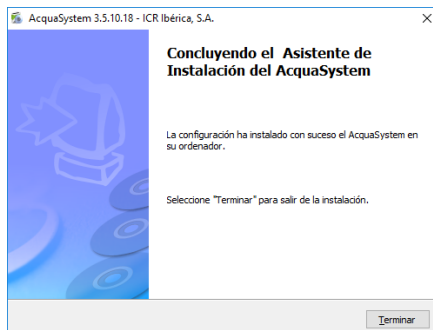 AcquaSystem 3.5.10.18 - ICR Ibérica, S.A.
Concluyendo el Asistente de
Instalación del AcquaSystem
La configuración ha instalado con suceso el AcquaSystem en
su ordenador.
Seleccione "Terminar" para salir de la instalación.
Terminar